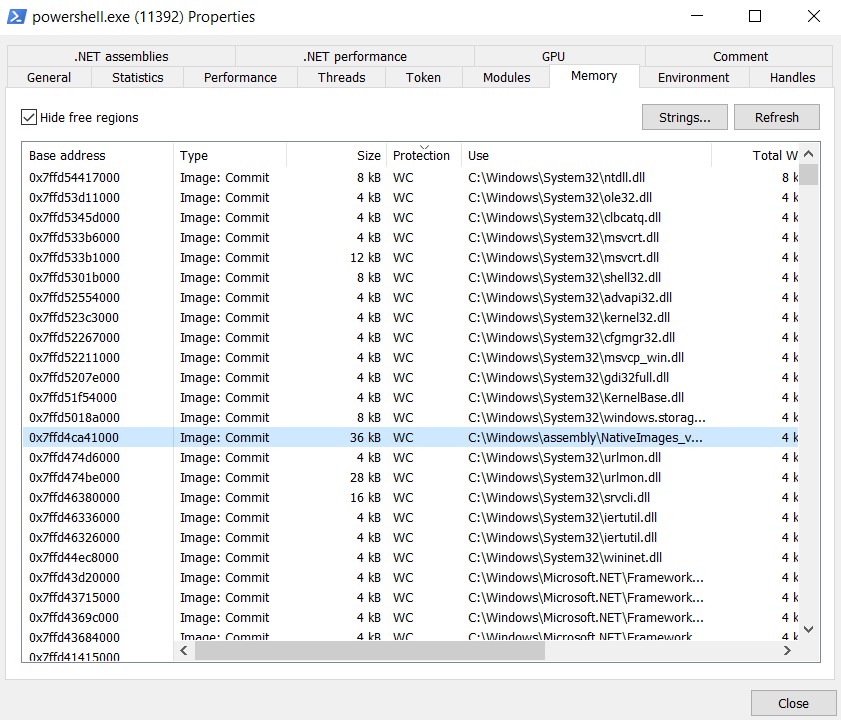 powershell.exe (11392) Properties
.NET assemblies .NET performance GPU Comment
General Statistics Performance Threads Token Modules Memory Environment Handles
Hide free regions Strings... Refresh
Base address Type Size Protection Use Total W
0x7ffd54417000 Image: Commit 8 kB WC C:\Windows\System32\ntdll.dll 8 k
0x7ffd53d11000 Image: Commit 4 kB WC C:\Windows\System32\ole32.dll 4 k
0x7ffd5345d000 Image: Commit 4 kB WC C:\Windows\System32\clbcatq.dll 4 k
0x7ffd533b6000 Image: Commit 4 kB WC C:\Windows\System32\msvcrt.dll 4 k
0x7ffd533b1000 Image: Commit 12 kB WC C:\Windows\System32\msvcrt.dll 4 k
0x7ffd5301b000 Image: Commit 8 kB WC C:\Windows\System32\shell32.dll 4 k
0x7ffd52554000 Image: Commit 4 kB WC C:\Windows\System32\advapi32.dll 4 k
0x7ffd523c3000 Image: Commit 4 kB WC C:\Windows\System32\kernel32.dll 4 k
0x7ffd52267000 Image: Commit 4 kB WC C:\Windows\System32\cfgmgr32.dll 4 k
0x7ffd52211000 Image: Commit 4 kB WC C:\Windows\System32\msvcp_win.dll 4 k
0x7ffd5207e000 Image: Commit 4 kB WC C:\Windows\System32\gdi32full.dll 4 k
0x7ffd51f54000 Image: Commit 4 kB WC C:\Windows\System32\KernelBase.dll 4 k
0x7ffd5018a000 Image: Commit 8 kB WC C:\Windows\System32\windows.storag... 4 k
0x7ffd4ca41000 Image: Commit 36 kB WC C:\Windows\assembly\NativeImages_v... 4 k
0x7ffd474d6000 Image: Commit 4 kB WC C:\Windows\System32\urlmon.dll 4 k
0x7ffd474be000 Image: Commit 28 kB WC C:\Windows\System32\urlmon.dll 4 k
0x7ffd46380000 Image: Commit 16 kB WC C:\Windows\System32\srvcli.dll 4 k
0x7ffd46336000 Image: Commit 4 kB WC C:\Windows\System32\iertutil.dll 4 k
0x7ffd46326000 Image: Commit 4 kB WC C:\Windows\System32\iertutil.dll 4 k
0x7ffd44ec8000 Image: Commit 4 kB WC C:\Windows\System32\wininet.dll 4 k
0x7ffd43d20000 Image: Commit 4 kB WC C:\Windows\Microsoft.NET\Framework... 4 k
0x7ffd43715000 Image: Commit 4 kB WC C:\Windows\Microsoft.NET\Framework... 4 k
0x7ffd4369c000 Image: Commit 4 kB WC C:\Windows\Microsoft.NET\Framework... 4 k
0x7ffd43684000 Image: Commit 4 kB WC C:\Windows\Microsoft.NET\Framework 4 k
0x7ffd41415000
Close